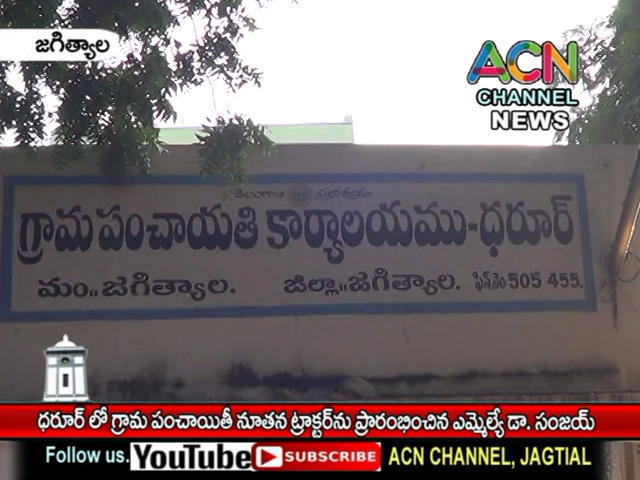 జగిత్యాల
ACN
CHANNEL
NEWS
తెలంగాణ ప్రభుత్వం
గ్రామ పంచాయతి కార్యాలయము-ధరూర్
మం॥ జగిత్యాల. జిల్లా॥ జగిత్యాల. పిన్‌నెం 505 455.
ధరూర్ లో గ్రామ పంచాయితీ నూతన ట్రాక్టర్‌ను ప్రారంభించిన ఎమ్మెల్యే డా. సంజయ్
Follow us. YouTube SUBSCRIBE ACN CHANNEL, JAGTIAL